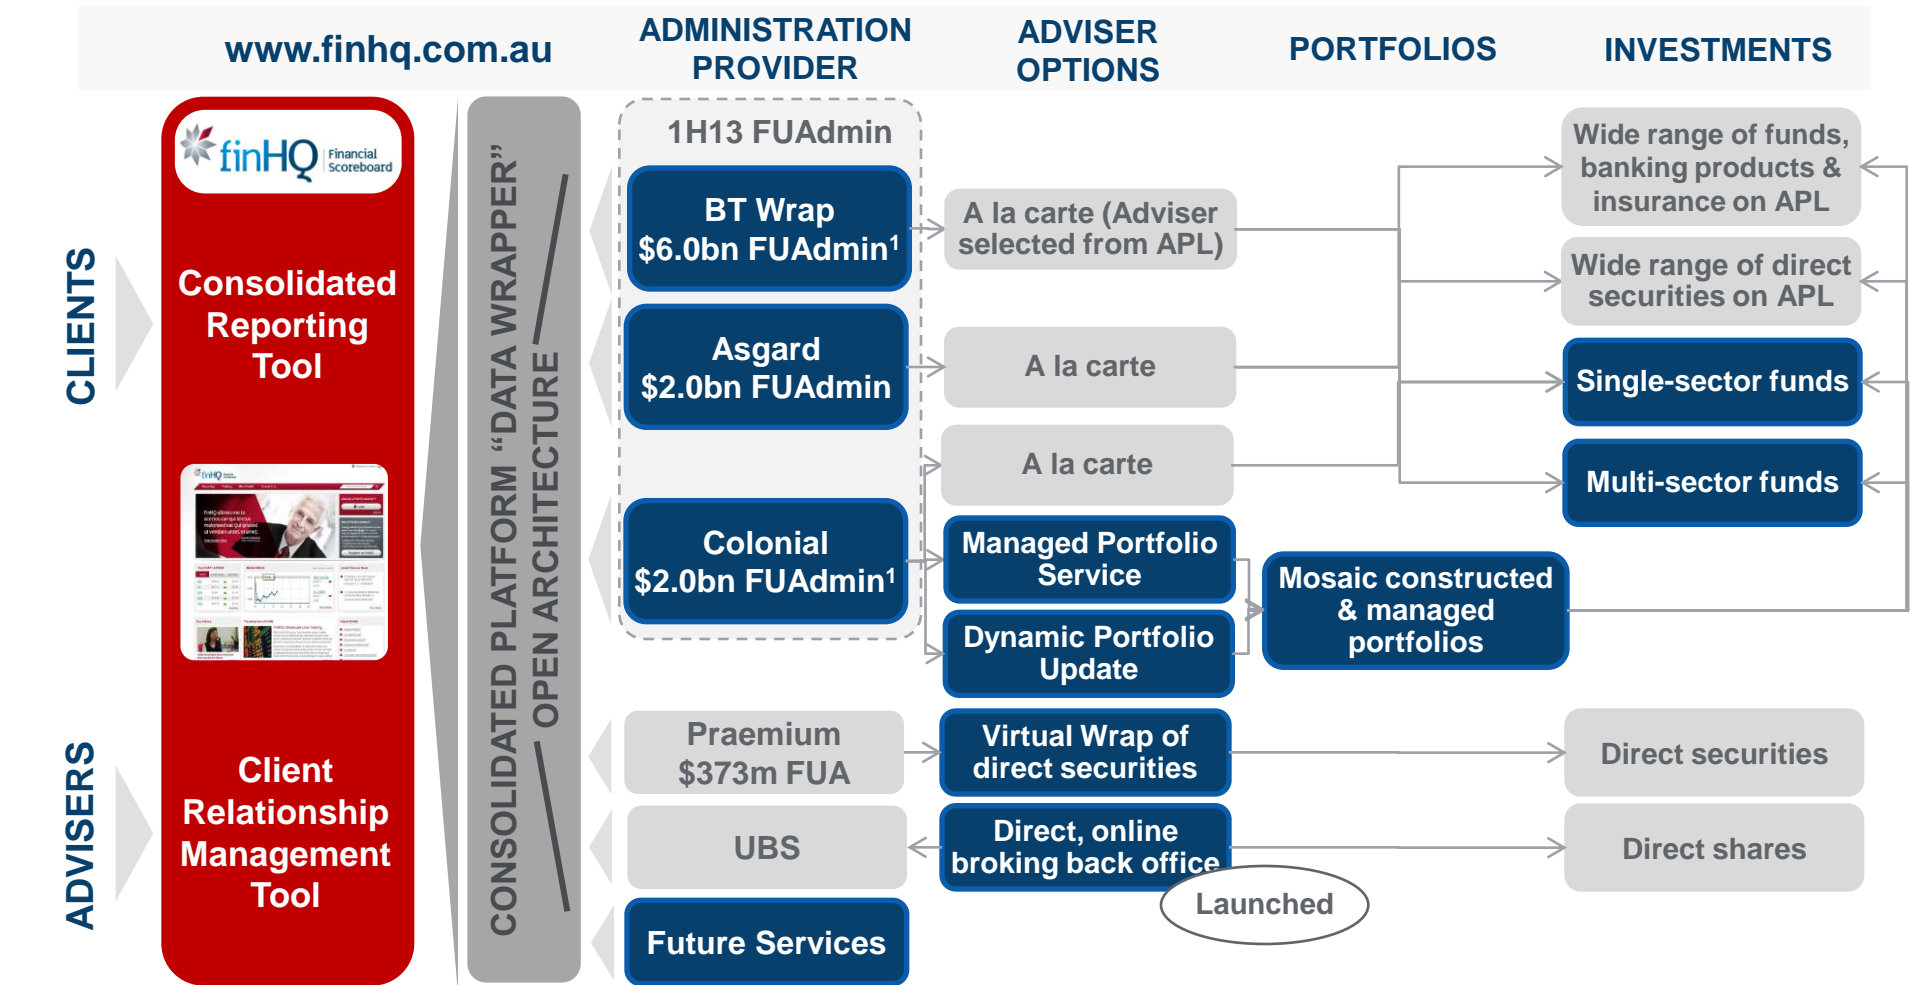 www.finhq.com.au
ADMINISTRATION
PROVIDER
ADVISER
OPTIONS
PORTFOLIOS
INVESTMENTS
CLIENTS
ADVISERS
finHQ
Financial
Scoreboard
Consolidated
Reporting
Tool
finHQ
Client
Relationship
Management
Tool
CONSOLIDATED PLATFORM “DATA WRAPPER”
OPEN ARCHITECTURE
1H13 FUAdmin
BT Wrap
$6.0bn FUAdmin¹
Asgard
$2.0bn FUAdmin
Colonial
$2.0bn FUAdmin¹
Praemium
$373m FUA
UBS
Future Services
A la carte (Adviser
selected from APL)
A la carte
A la carte
Managed Portfolio
Service
Dynamic Portfolio
Update
Virtual Wrap of
direct securities
Direct, online
broking back office
Launched
Mosaic constructed
& managed
portfolios
Wide range of funds,
banking products &
insurance on APL
Wide range of direct
securities on APL
Single-sector funds
Multi-sector funds
Direct securities
Direct shares